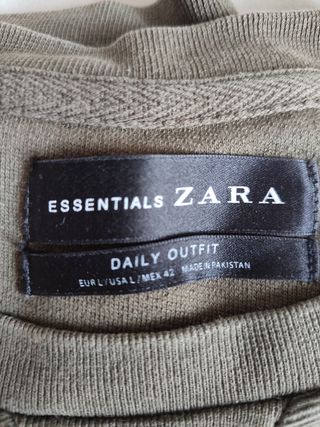 ESSENTIALS ZARA
DAILY OUTFIT
EUR L / USA L / MEX 42 MADE IN PAKISTAN